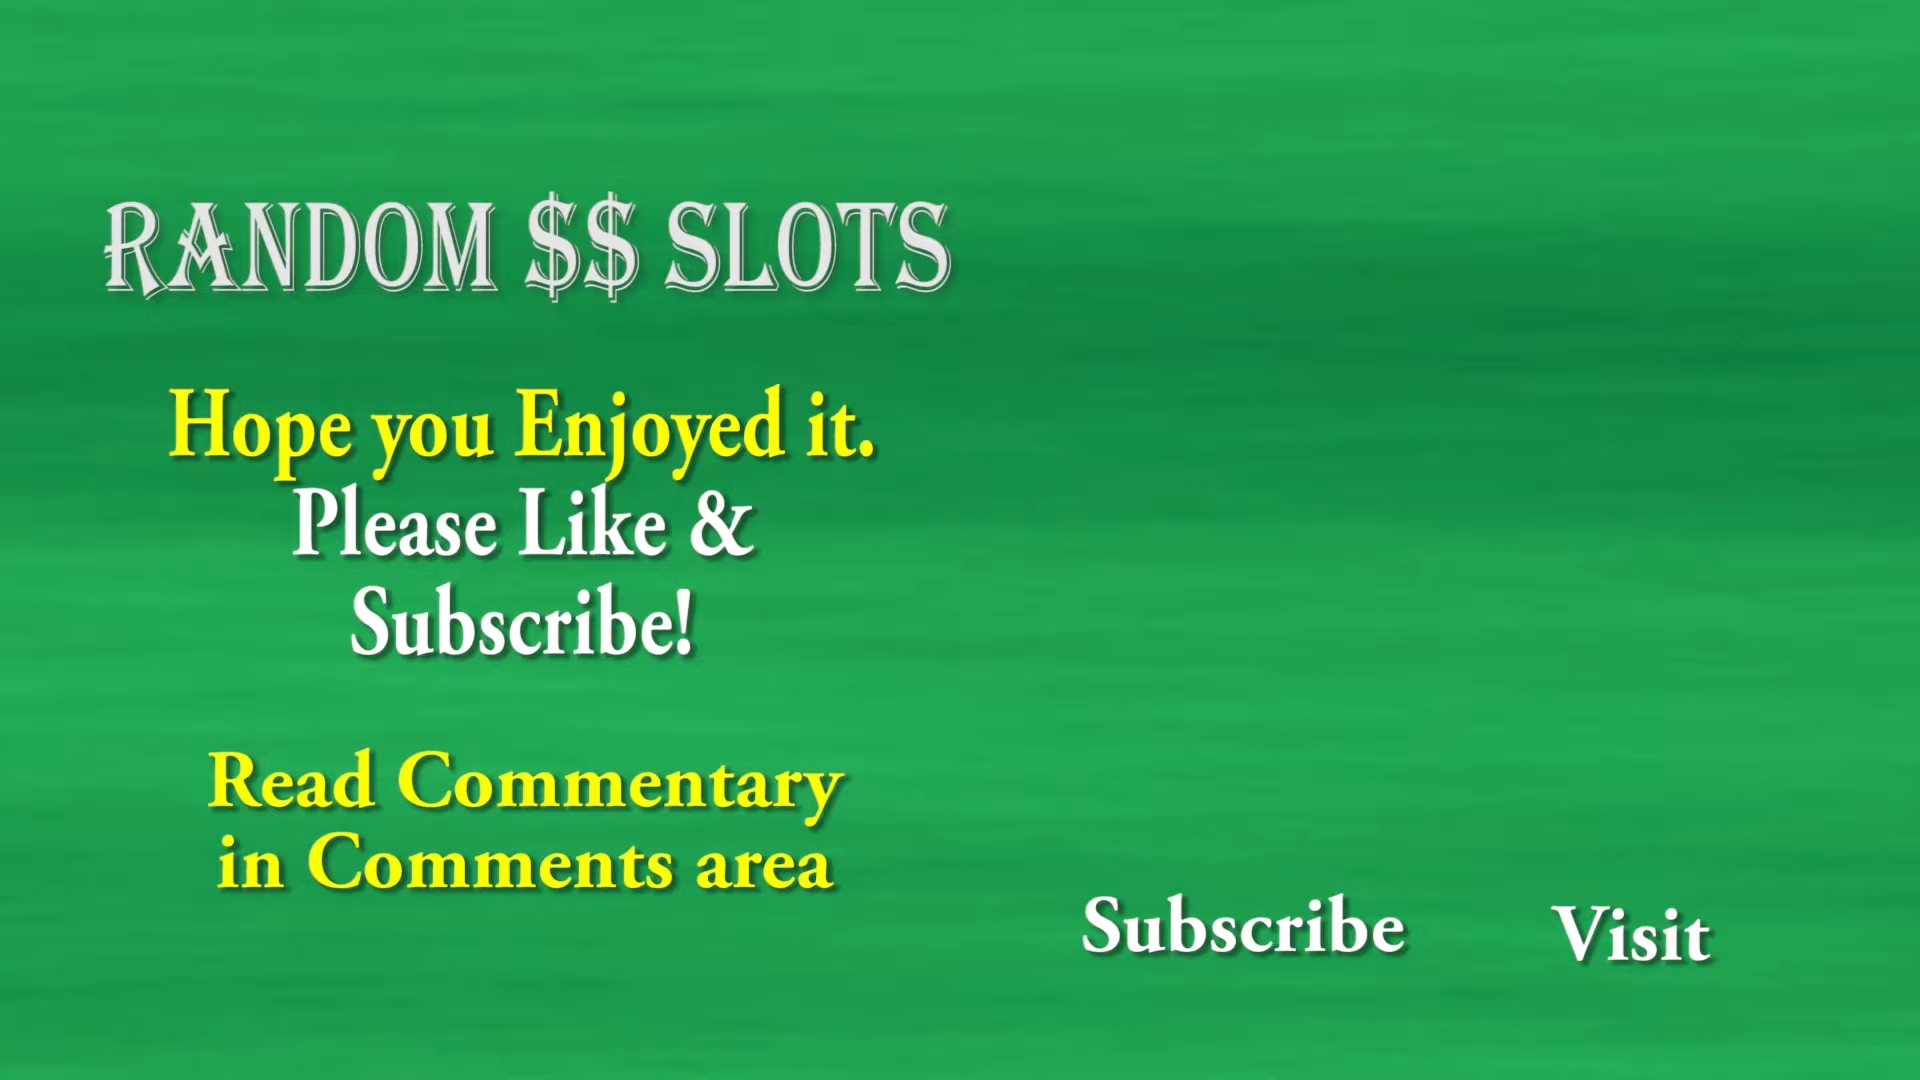 RANDOM $$ SLOTS
Hope you Enjoyed it.
Please Like &
Subscribe!
Read Commentary
in Comments area
Subscribe
Visit